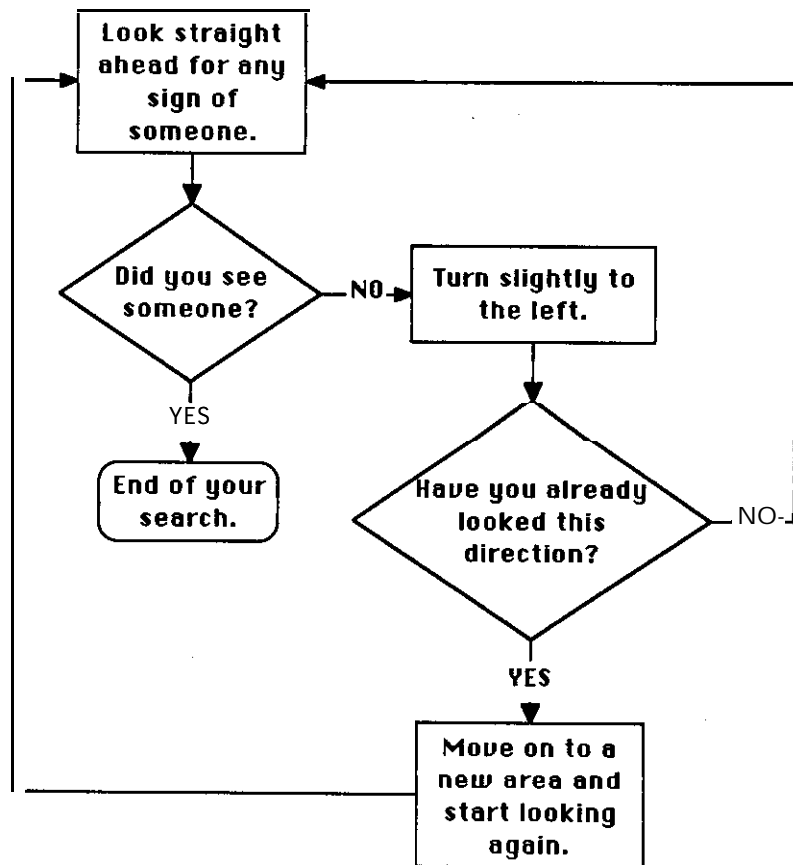 Look straight
ahead for any
sign of
someone.
Did you see
someone?
NO
Turn slightly to
the left.
YES
End of your
search.
Have you already
looked this
direction?
NO
YES
Move on to a
new area and
start looking
again.